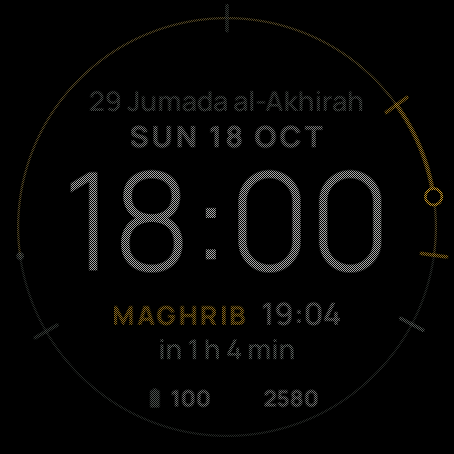 29 Jumada al-Akhirah
SUN 18 OCT
18:00
MAGHRIB 19:04
in 1 h 4 min
100 2580